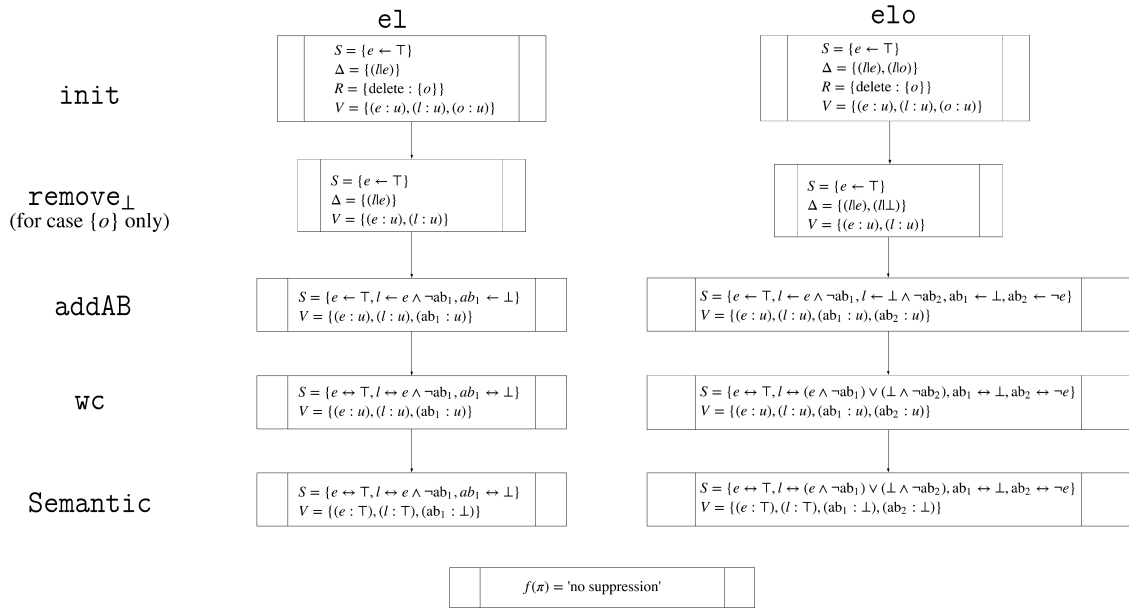 el
elo
init
S = {e ← ⊤}
Δ = {(l|e)}
R = {delete : {o}}
V = {(e : u), (l : u), (o : u)}
S = {e ← ⊤}
Δ = {(l|e), (l|o)}
R = {delete : {o}}
V = {(e : u), (l : u), (o : u)}
remove⊥
(for case {o} only)
S = {e ← ⊤}
Δ = {(l|e)}
V = {(e : u), (l : u)}
S = {e ← ⊤}
Δ = {(l|e), (l|⊥)}
V = {(e : u), (l : u)}
addAB
S = {e ← ⊤, l ← e ∧ ¬ab₁, ab₁ ← ⊥}
V = {(e : u), (l : u), (ab₁ : u)}
S = {e ← ⊤, l ← e ∧ ¬ab₁, l ← ⊥ ∧ ¬ab₂, ab₁ ← ⊥, ab₂ ← ¬e}
V = {(e : u), (l : u), (ab₁ : u), (ab₂ : u)}
wc
S = {e ↔ ⊤, l ↔ e ∧ ¬ab₁, ab₁ ↔ ⊥}
V = {(e : u), (l : u), (ab₁ : u)}
S = {e ↔ ⊤, l ↔ (e ∧ ¬ab₁) ∨ (⊥ ∧ ¬ab₂), ab₁ ↔ ⊥, ab₂ ↔ ¬e}
V = {(e : u), (l : u), (ab₁ : u), (ab₂ : u)}
Semantic
S = {e ↔ ⊤, l ↔ e ∧ ¬ab₁, ab₁ ↔ ⊥}
V = {(e : ⊤), (l : ⊤), (ab₁ : ⊥)}
S = {e ↔ ⊤, l ↔ (e ∧ ¬ab₁) ∨ (⊥ ∧ ¬ab₂), ab₁ ↔ ⊥, ab₂ ↔ ¬e}
V = {(e : ⊤), (l : ⊤), (ab₁ : ⊥), (ab₂ : ⊥)}
f(π) = 'no suppression'